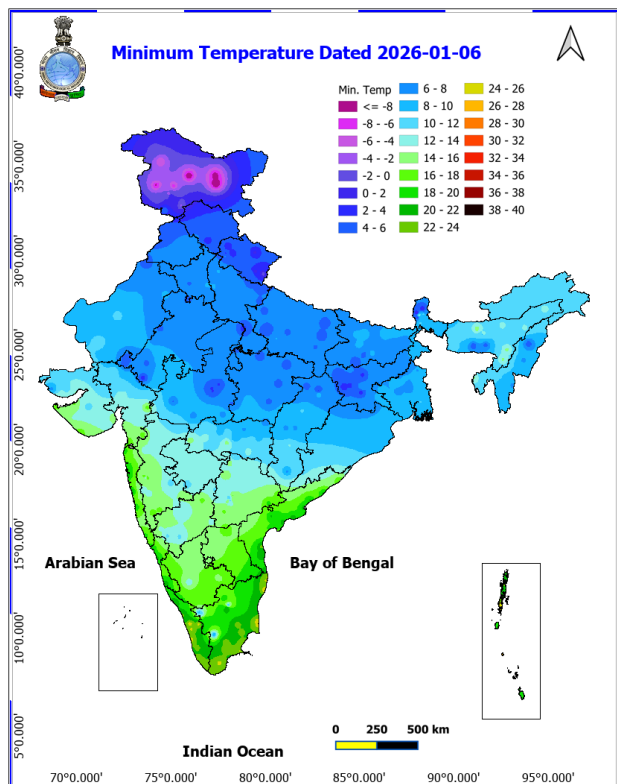 Minimum Temperature Dated 2026-01-06
Min. Temp
<= -8
-8 - -6
-6 - -4
-4 - -2
-2 - 0
0 - 2
2 - 4
4 - 6
6 - 8
8 - 10
10 - 12
12 - 14
14 - 16
16 - 18
18 - 20
20 - 22
22 - 24
24 - 26
26 - 28
28 - 30
30 - 32
32 - 34
34 - 36
36 - 38
38 - 40
40°0.000'
35°0.000'
30°0.000'
25°0.000'
20°0.000'
15°0.000'
10°0.000'
5°0.000'
Arabian Sea
Bay of Bengal
Indian Ocean
0 250 500 km
70°0.000' 75°0.000' 80°0.000' 85°0.000' 90°0.000' 95°0.000'